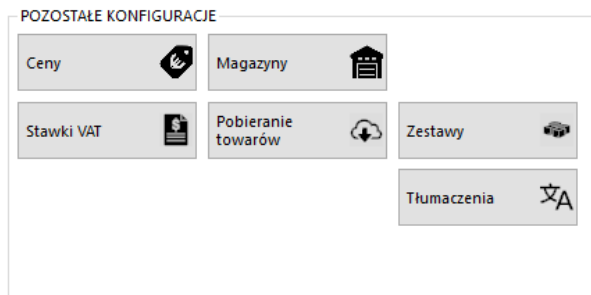 POZOSTAŁE KONFIGURACJE
Ceny
Magazyny
Stawki VAT
Pobieranie
towarów
Zestawy
Tłumaczenia